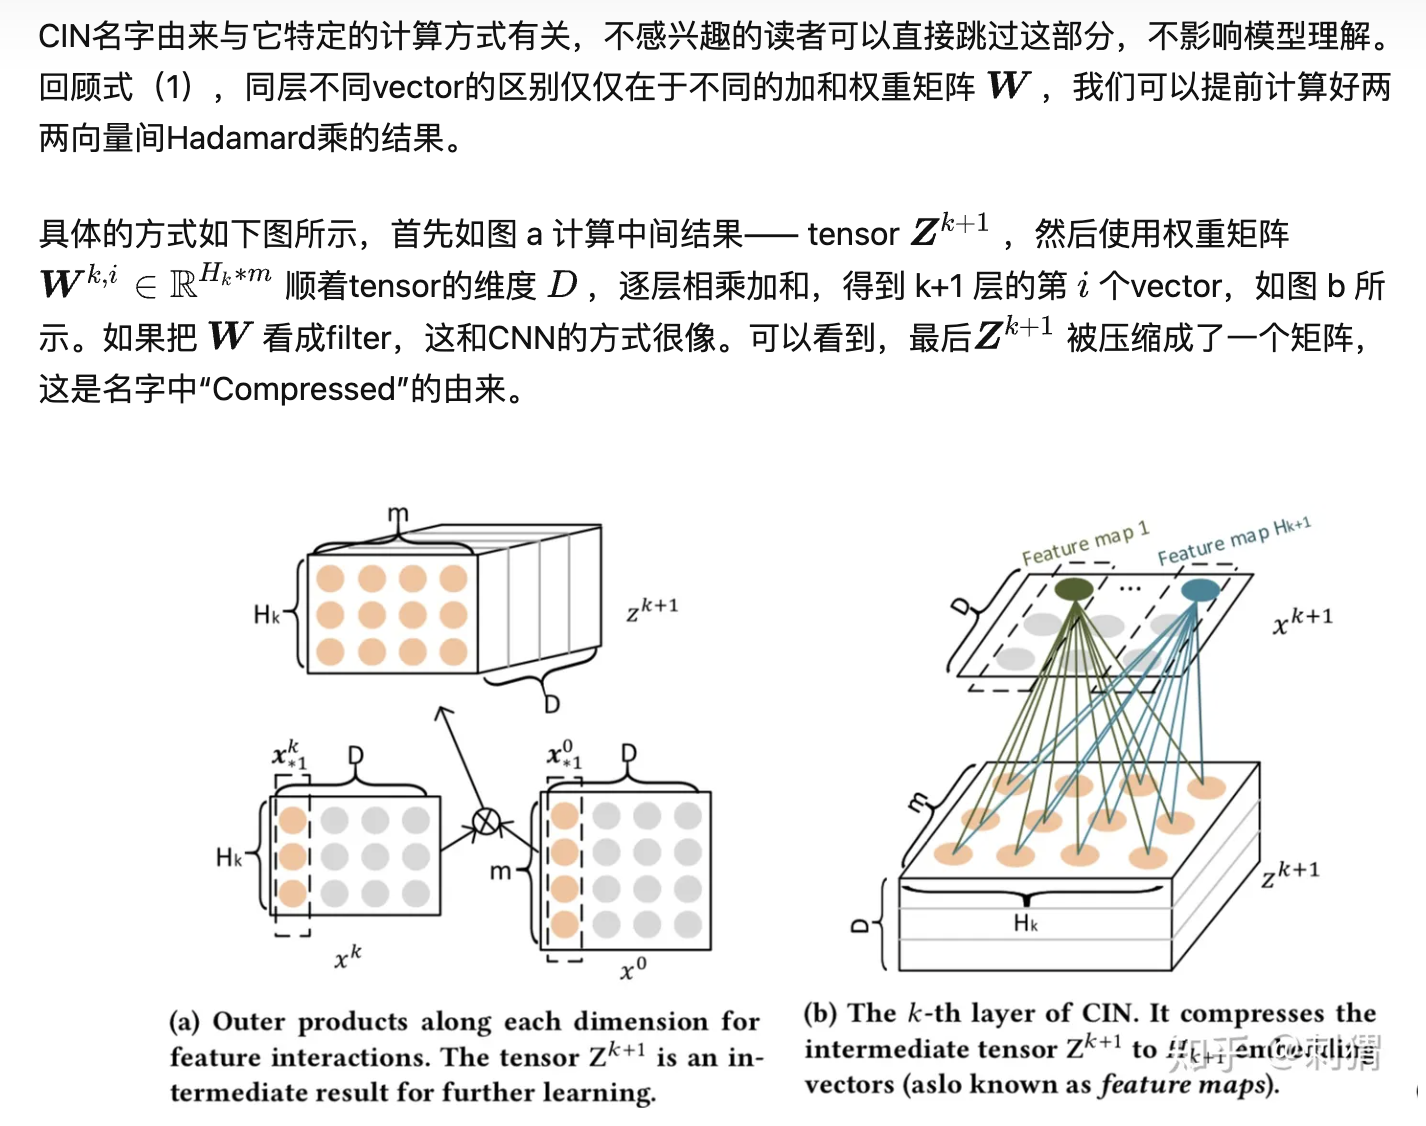 CIN名字由来与它特定的计算方式有关，不感兴趣的读者可以直接跳过这部分，不影响模型理解。
回顾式（1），同层不同vector的区别仅仅在于不同的加和权重矩阵 W ，我们可以提前计算好两
两向量间Hadamard乘的结果。
具体的方式如下图所示，首先如图 a 计算中间结果—— tensor Z^{k+1} ，然后使用权重矩阵
W^{k,i} ∈ ℝ^{H_k*m} 顺着tensor的维度 D ，逐层相乘加和，得到 k+1 层的第 i 个vector，如图 b 所
示。如果把 W 看成filter，这和CNN的方式很像。可以看到，最后Z^{k+1} 被压缩成了一个矩阵，
这是名字中“Compressed”的由来。
m
Hk
z^{k+1}
D
x^k_{*1}
D
Hk
x^k
x^0_{*1}
D
m
x^0
(a) Outer products along each dimension for
feature interactions. The tensor Z^{k+1} is an in-
termediate result for further learning.
Feature map 1
Feature map Hk+1
...
D
x^{k+1}
m
Hk
D
z^{k+1}
(b) The k-th layer of CIN. It compresses the
intermediate tensor Z^{k+1} to H_{k+1} embedding
vectors (aslo known as feature maps).
知乎 @刺猬